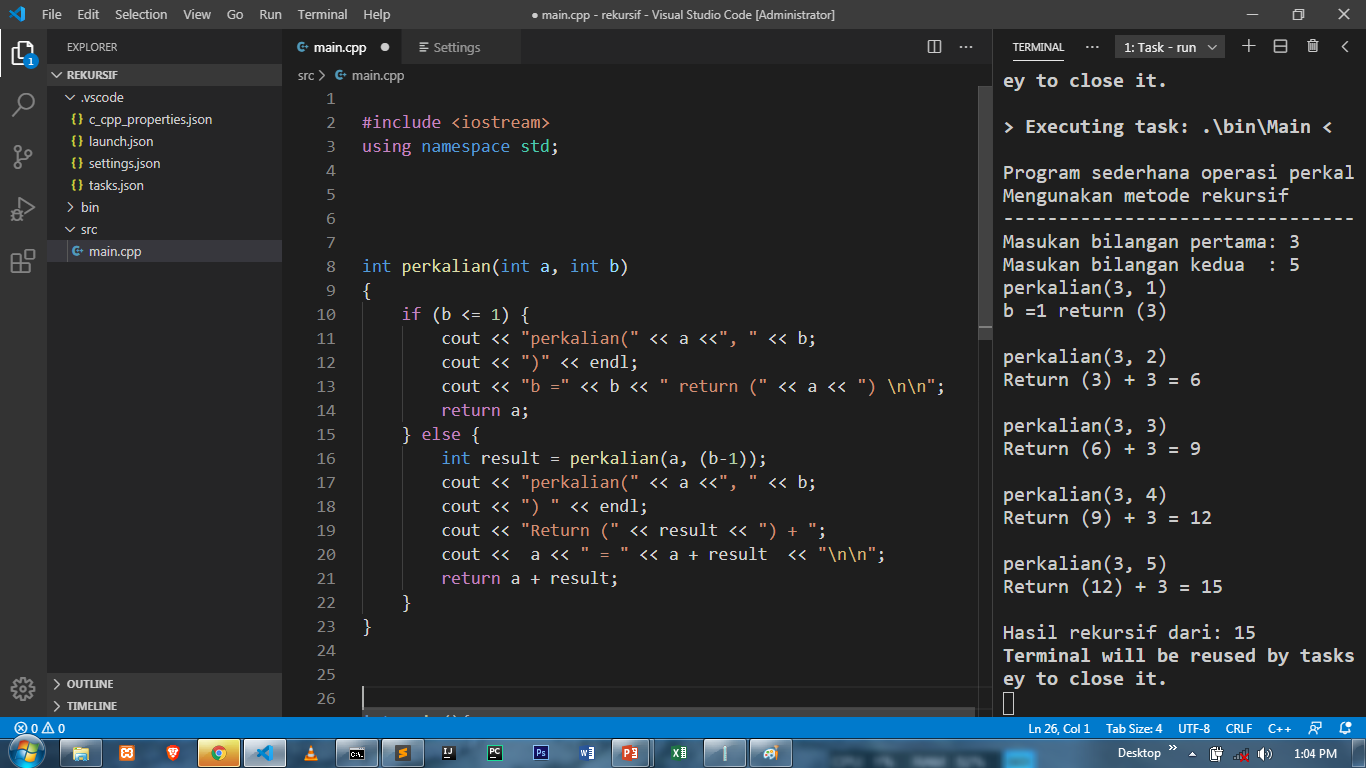 File Edit Selection View Go Run Terminal Help
● main.cpp - rekursif - Visual Studio Code [Administrator]
EXPLORER
REKURSIF
.vscode
{} c_cpp_properties.json
{} launch.json
{} settings.json
{} tasks.json
bin
src
main.cpp
OUTLINE
TIMELINE
1
main.cpp ●
Settings
src > main.cpp
1
2 #include <iostream>
3 using namespace std;
4
5
6
7
8 int perkalian(int a, int b)
9 {
10 if (b <= 1) {
11 cout << "perkalian(" << a <<", " << b;
12 cout << ")" << endl;
13 cout << "b =" << b << " return (" << a << ") \n\n";
14 return a;
15 } else {
16 int result = perkalian(a, (b-1));
17 cout << "perkalian(" << a <<", " << b;
18 cout << ") " << endl;
19 cout << "Return (" << result << ") + ";
20 cout <<  a << " = " << a + result  << "\n\n";
21 return a + result;
22 }
23 }
24
25
26
TERMINAL ··· 1: Task - run
ey to close it.
> Executing task: .\bin\Main <
Program sederhana operasi perkal
Mengunakan metode rekursif
--------------------------------
Masukan bilangan pertama: 3
Masukan bilangan kedua  : 5
perkalian(3, 1)
b =1 return (3)
perkalian(3, 2)
Return (3) + 3 = 6
perkalian(3, 3)
Return (6) + 3 = 9
perkalian(3, 4)
Return (9) + 3 = 12
perkalian(3, 5)
Return (12) + 3 = 15
Hasil rekursif dari: 15
Terminal will be reused by tasks
ey to close it.
0 0
Ln 26, Col 1 Tab Size: 4 UTF-8 CRLF C++
Desktop » 1:04 PM